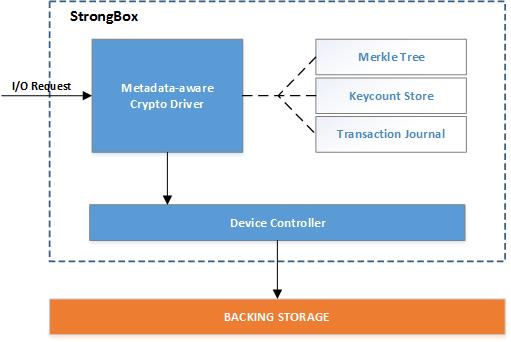 StrongBox
I/O Request
Metadata-aware
Crypto Driver
Merkle Tree
Keycount Store
Transaction Journal
Device Controller
BACKING STORAGE